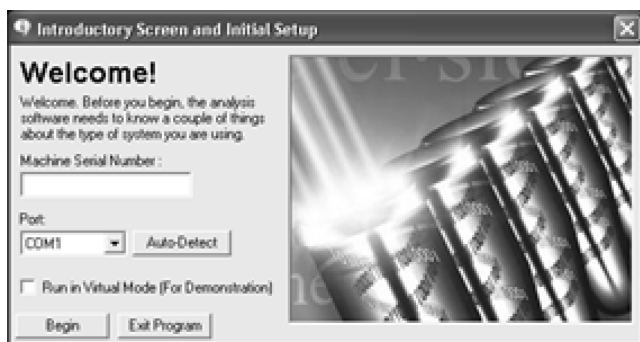 Introductory Screen and Initial Setup
Welcome!
Welcome. Before you begin, the analysis
software needs to know a couple of things
about the type of system you are using.
Machine Serial Number :
Port:
COM1
Auto-Detect
Run in Virtual Mode (For Demonstration)
Begin
Exit Program